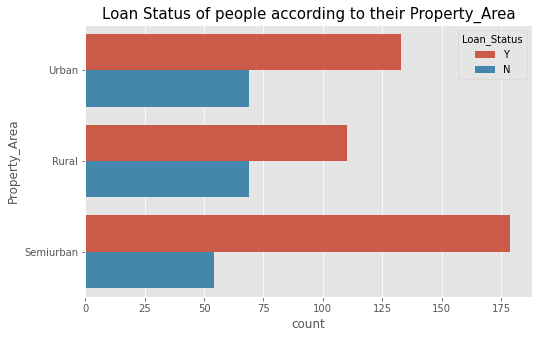 Loan Status of people according to their Property_Area
Loan_Status
Y
N
Urban
Rural
Semiurban
Property_Area
0 25 50 75 100 125 150 175
count